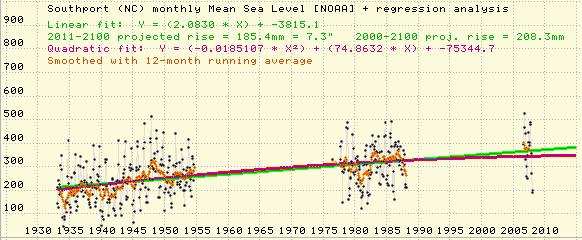 Southport (NC) monthly Mean Sea Level [NOAA] + regression analysis
Linear fit: Y = (2.0830 * X) + -3815.1
2011-2100 projected rise = 185.4mm = 7.3" 2000-2100 proj. rise = 208.3mm
Quadratic fit: Y = (-0.0185107 * X²) + (74.8632 * X) + -75344.7
Smoothed with 12-month running average
900
800
700
600
500
400
300
200
100
1930 1935 1940 1945 1950 1955 1960 1965 1970 1975 1980 1985 1990 1995 2000 2005 2010